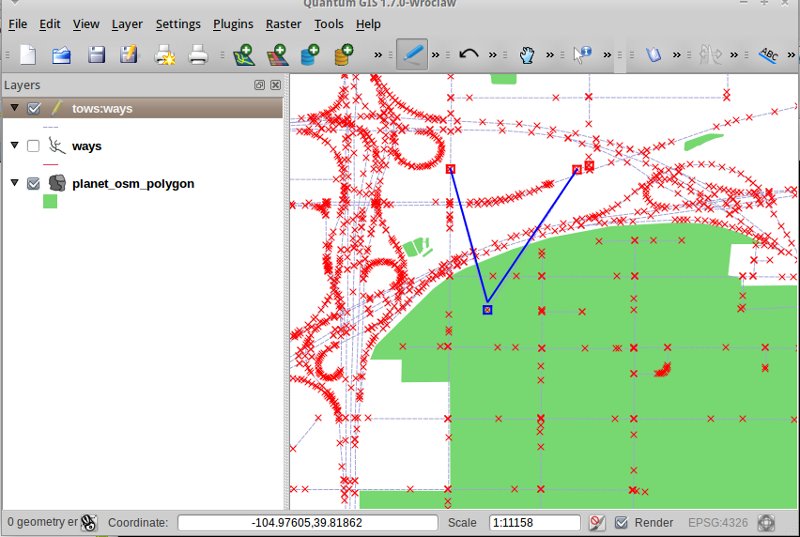 Quantum GIS 1.7.0-Wroclaw
File Edit View Layer Settings Plugins Raster Tools Help
» » » » » » » ABC »
Layers
tows:ways
ways
planet_osm_polygon
0 geometry er Coordinate: -104.97605,39.81862 Scale 1:11158 Render EPSG:4326